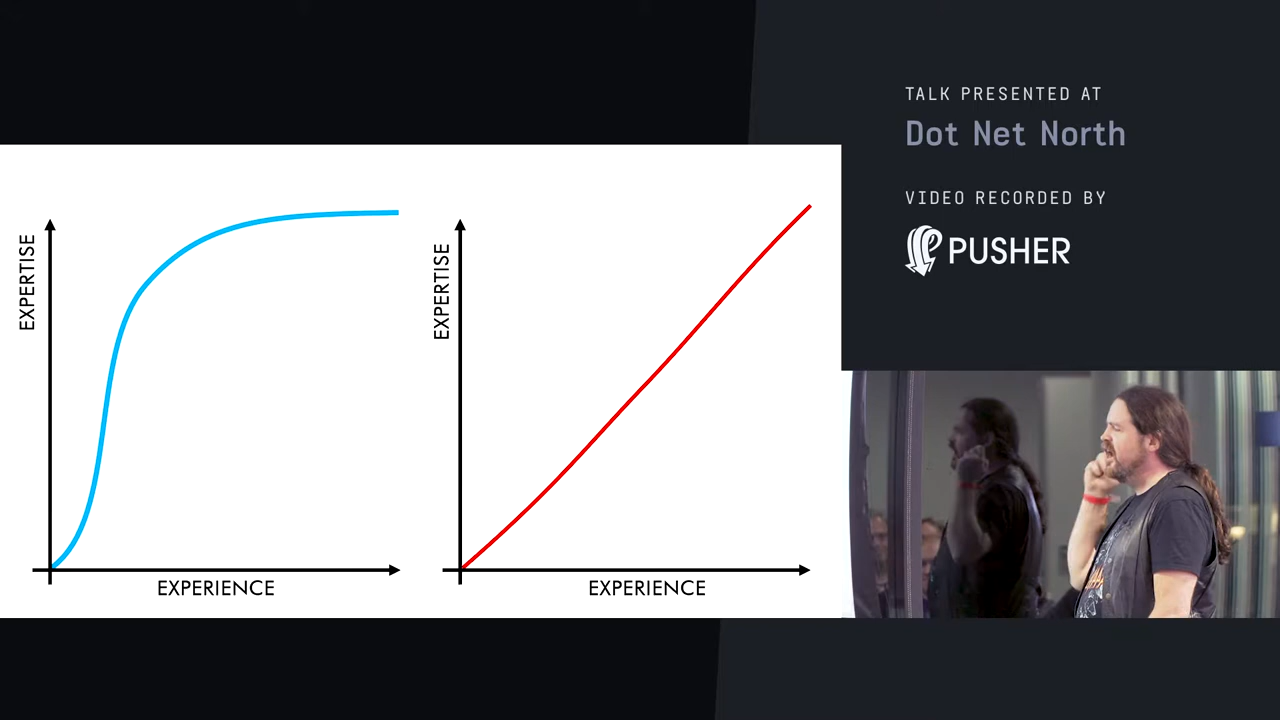 TALK PRESENTED AT
Dot Net North
VIDEO RECORDED BY
PUSHER
EXPERTISE
EXPERIENCE
EXPERTISE
EXPERIENCE